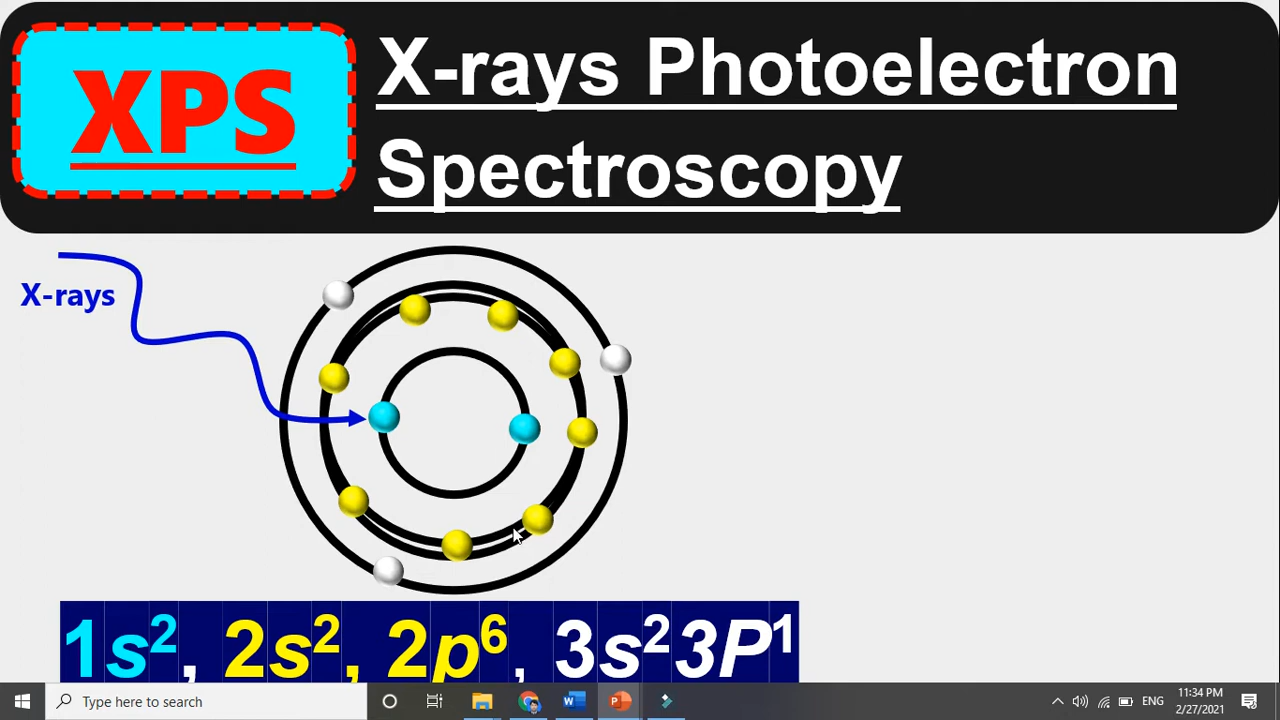 XPS
X-rays Photoelectron
Spectroscopy
X-rays
1s², 2s², 2p⁶, 3s²3P¹
Type here to search
ENG
11:34 PM
2/27/2021